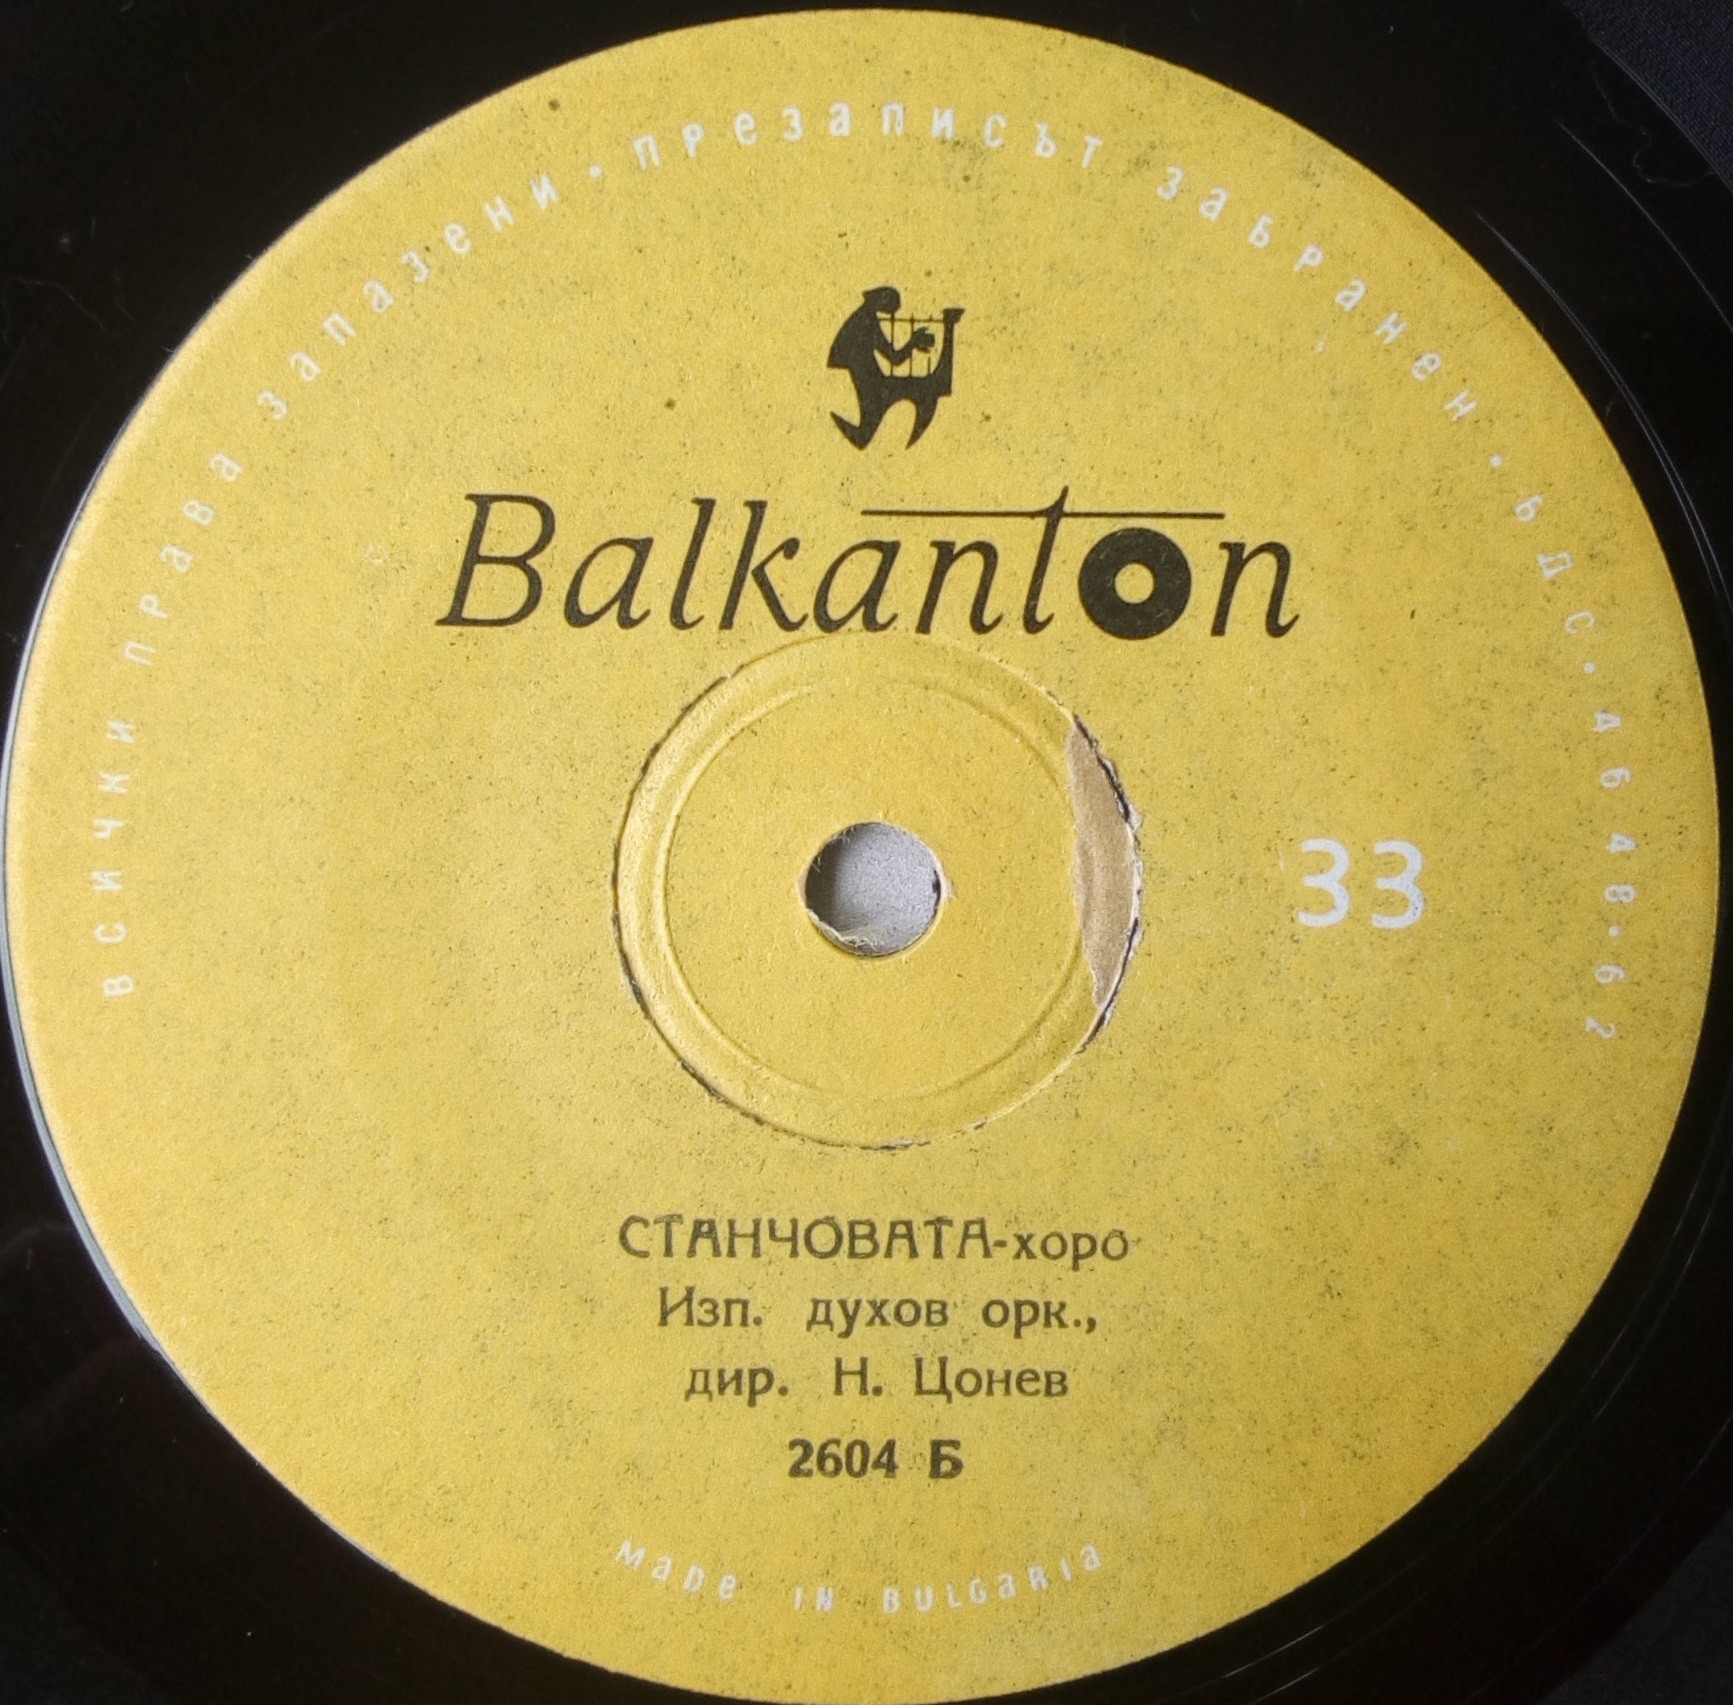 всички права запазени · презаписът забранен · БДС · 4648 · 62
Balkanton
33
СТАНЧОВАТА-хоро
Изп. духов орк.,
дир. Н. Цонев
2604 Б
MADE IN BULGARIA